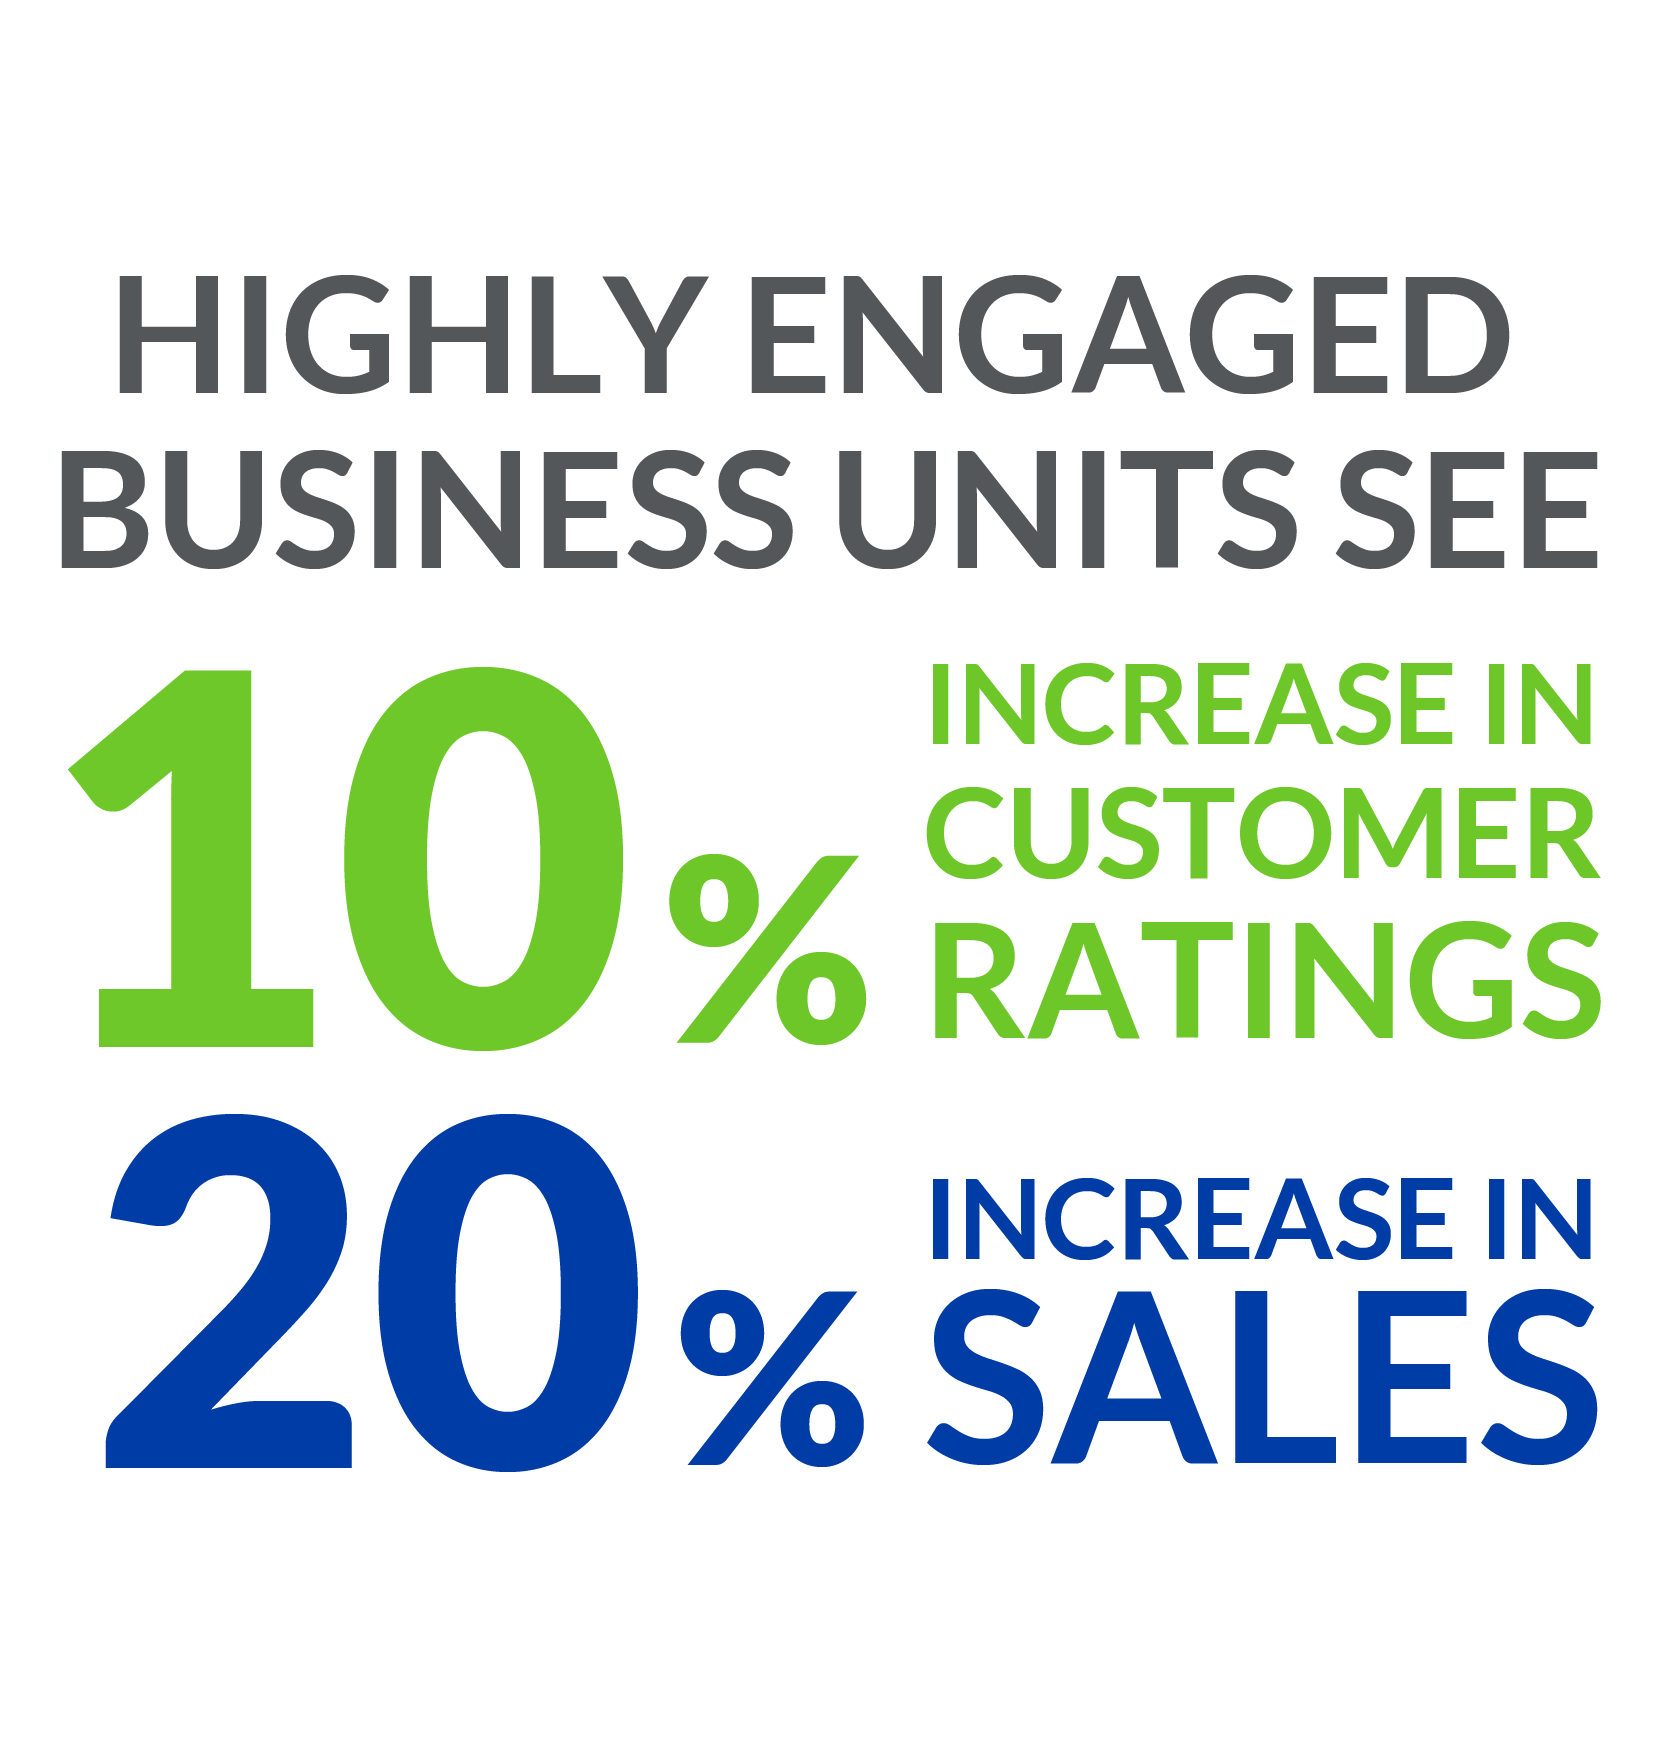 HIGHLY ENGAGED
BUSINESS UNITS SEE
10%
INCREASE IN
CUSTOMER
RATINGS
20%
INCREASE IN
SALES